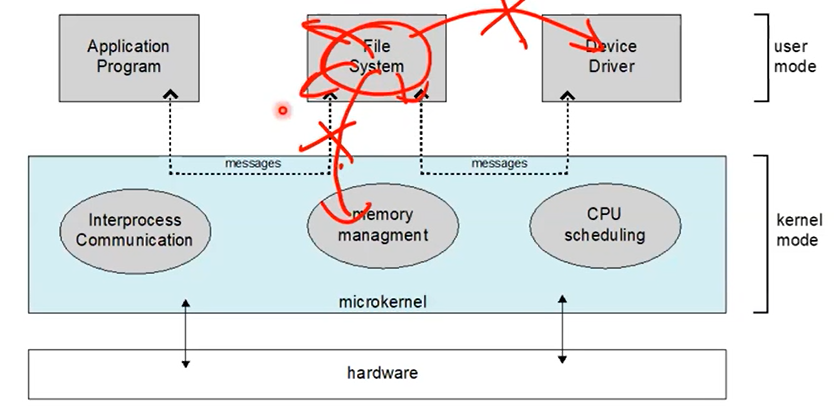 Application
Program
File
System
Device
Driver
user
mode
messages
messages
Interprocess
Communication
memory
managment
CPU
scheduling
kernel
mode
microkernel
hardware